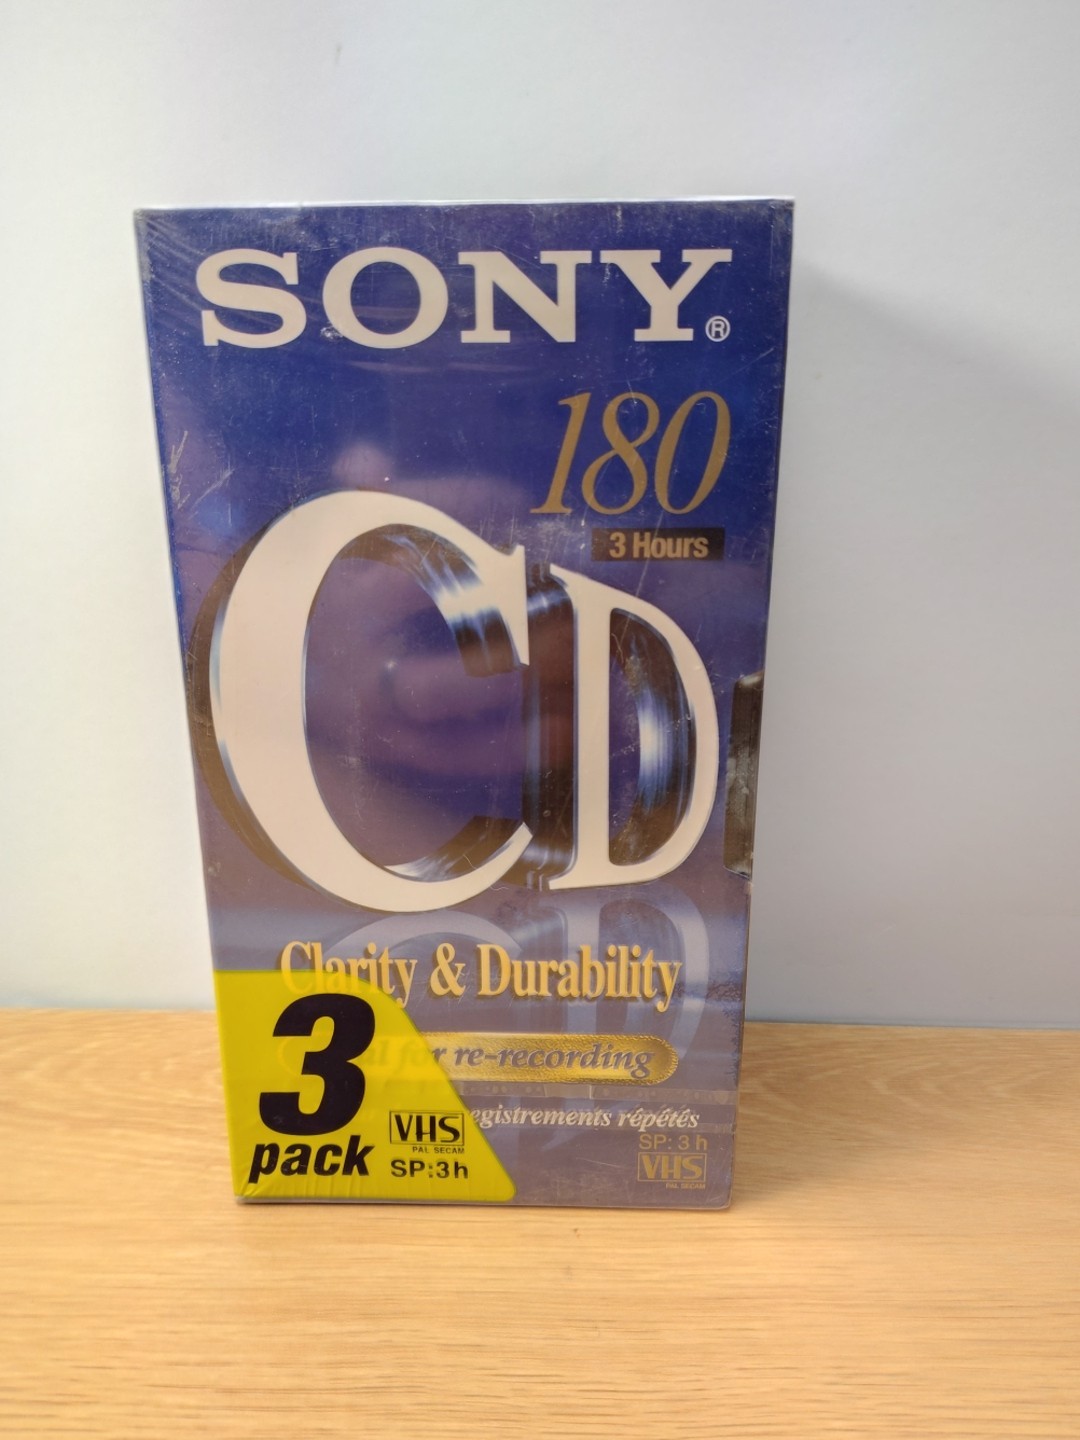 SONY®
180
3 Hours
CD
Clarity & Durability
for re-recording
répétés
SP: 3 h
VHS
PAL SECAM
3
pack
VHS
PAL SECAM
SP:3h